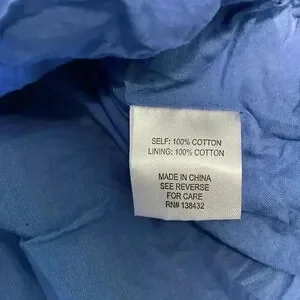 SELF: 100% COTTON
LINING: 100% COTTON
MADE IN CHINA
SEE REVERSE
FOR CARE
RN# 138432